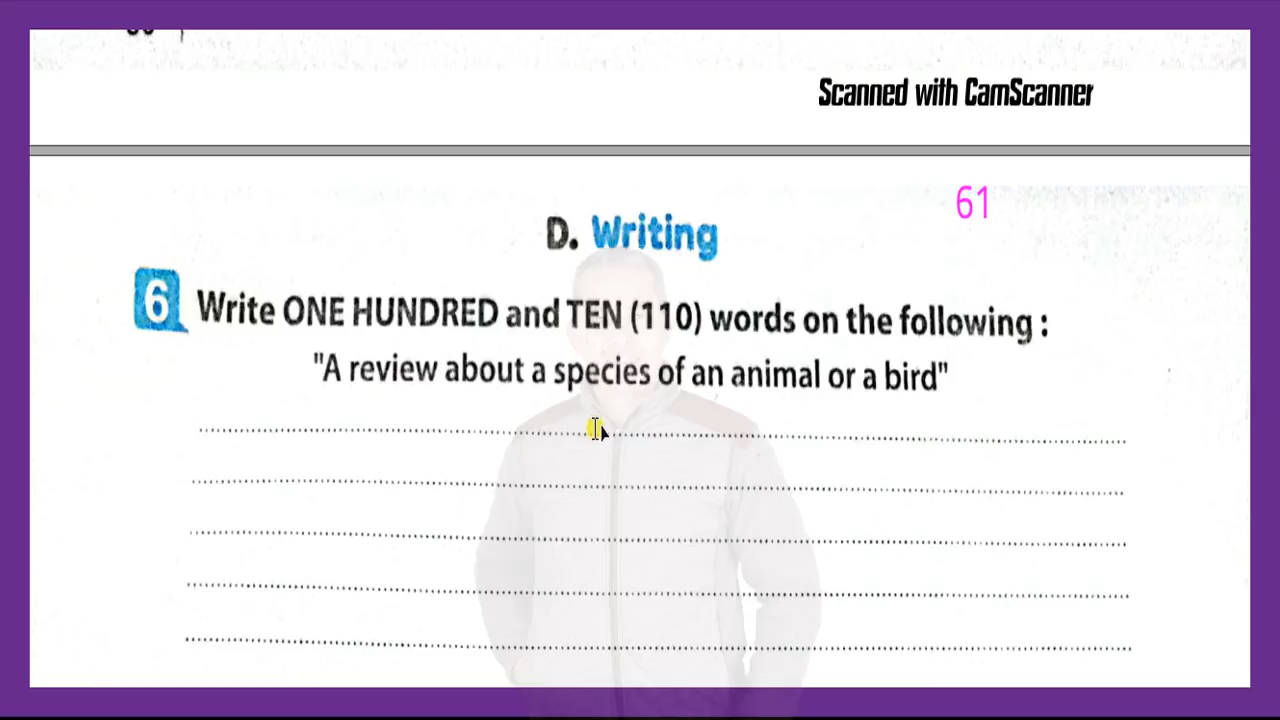 Scanned with CamScanner
61
D. Writing
6 Write ONE HUNDRED and TEN (110) words on the following :
"A review about a species of an animal or a bird"